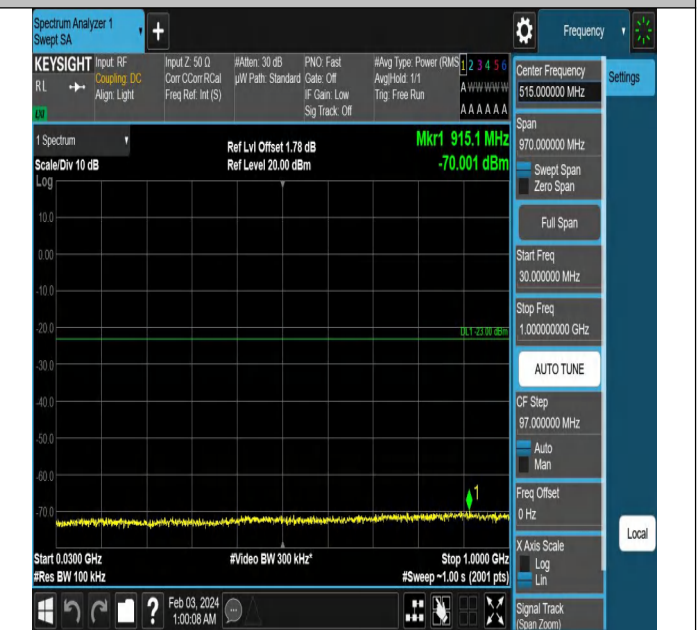 Spectrum Analyzer 1
Swept SA
+
Frequency
KEYSIGHT
RL
LXI
Input: RF
Coupling: DC
Align: Light
Input Z: 50 Ω
Corr CCorr RCal
Freq Ref: Int (S)
#Atten: 30 dB
µW Path: Standard
PNO: Fast
Gate: Off
IF Gain: Low
Sig Track: Off
#Avg Type: Power (RMS
Avg|Hold: 1/1
Trig: Free Run
1 2 3 4 5 6
A W W W W W
A A A A A A
1 Spectrum
Scale/Div 10 dB
Log
Ref Lvl Offset 1.78 dB
Ref Level 20.00 dBm
Mkr1 915.1 MHz
-70.001 dBm
10.0
0.00
-10.0
-20.0
DL1 -23.00 dBm
-30.0
-40.0
-50.0
-60.0
-70.0
1
Start 0.0300 GHz
#Res BW 100 kHz
#Video BW 300 kHz*
Stop 1.0000 GHz
#Sweep ~1.00 s (2001 pts)
?
Feb 03, 2024
1:00:08 AM
Center Frequency
515.000000 MHz
Settings
Span
970.000000 MHz
Swept Span
Zero Span
Full Span
Start Freq
30.000000 MHz
Stop Freq
1.000000000 GHz
AUTO TUNE
CF Step
97.000000 MHz
Auto
Man
Freq Offset
0 Hz
X Axis Scale
Log
Lin
Local
Signal Track
(Span Zoom)